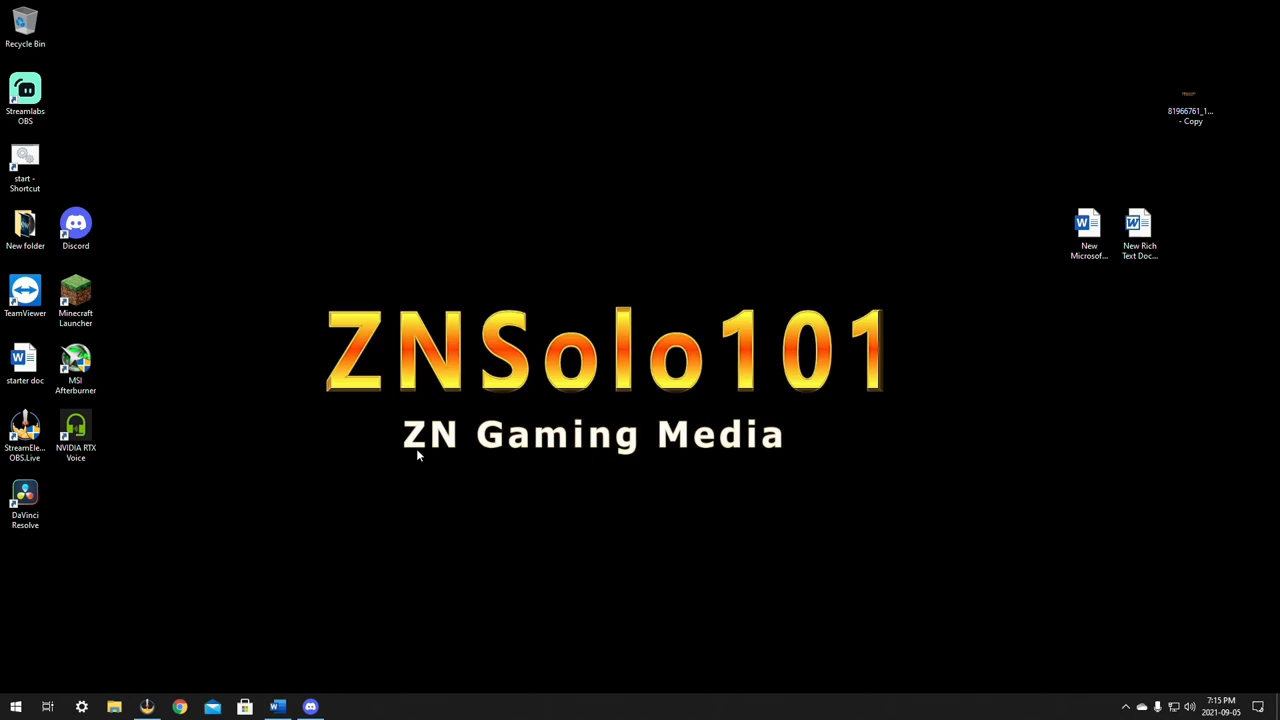 Recycle Bin
Streamlabs
OBS
start -
Shortcut
New folder
Discord
TeamViewer
Minecraft
Launcher
starter doc
MSI
Afterburner
StreamEle...
OBS.Live
NVIDIA RTX
Voice
DaVinci
Resolve
81966761_1...
- Copy
New
Microsof...
New Rich
Text Doc...
ZNSolo101
ZN Gaming Media
7:15 PM
2021-09-05